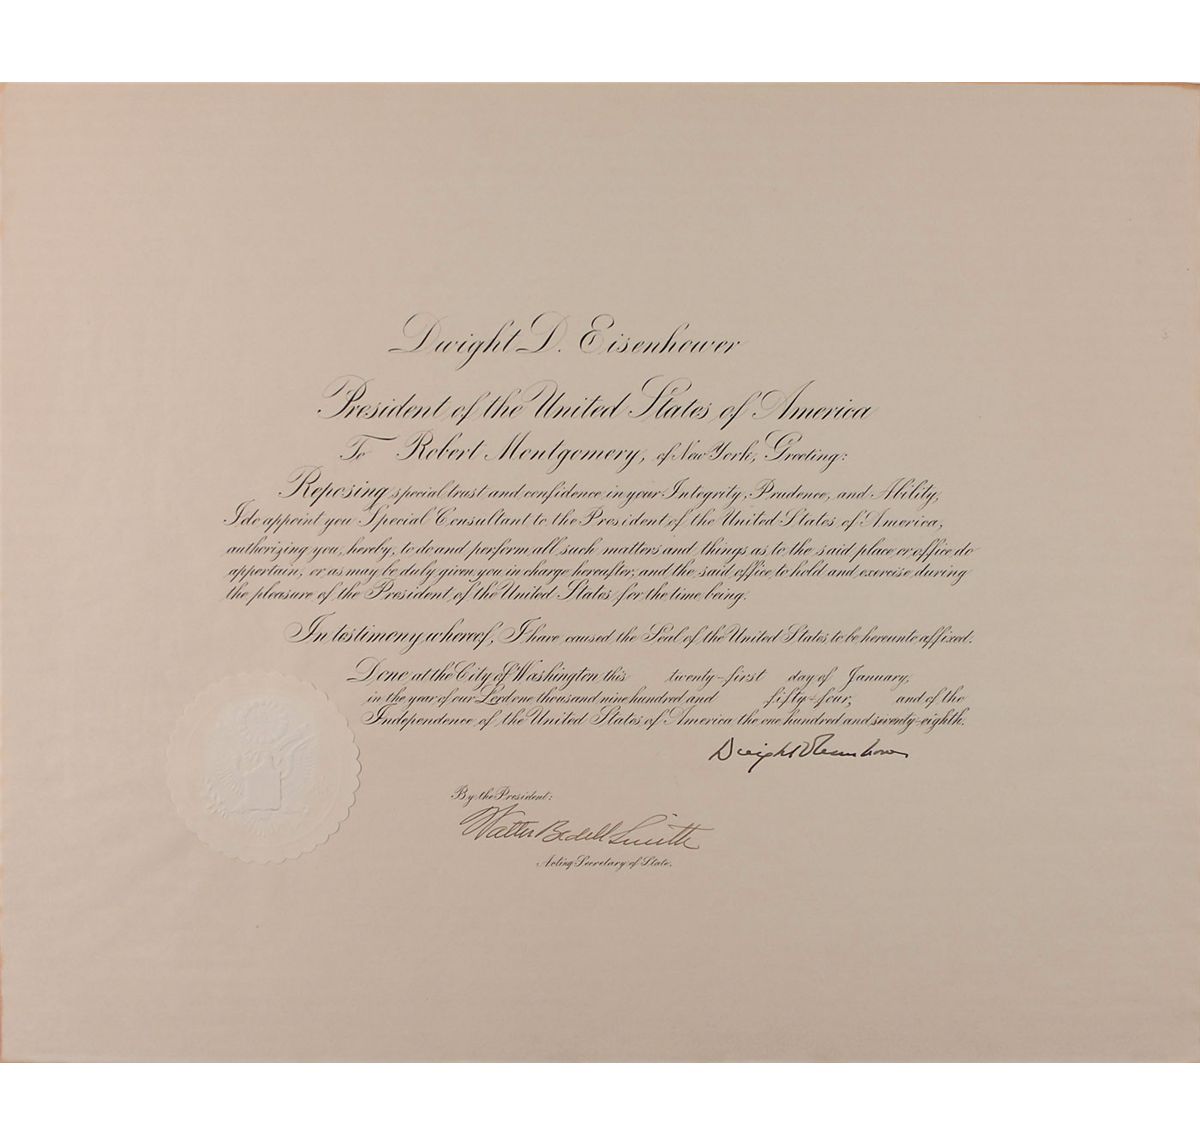 Dwight D. Eisenhower
President of the United States of America
To Robert Montgomery, of New York, Greeting:
Reposing special trust and confidence in your Integrity, Prudence, and Ability,
I do appoint you Special Consultant to the President of the United States of America,
authorizing you, hereby, to do and perform all such matters and things as to the said place or office do
appertain, or as may be duly given you in charge hereafter, and the said office to hold and exercise during
the pleasure of the President of the United States for the time being.
In testimony whereof, I have caused the Seal of the United States to be hereunto affixed.
Done at the City of Washington this twenty-first day of January,
in the year of our Lord one thousand nine hundred and fifty-four, and of the
Independence of the United States of America the one hundred and seventy-eighth.
Dwight D Eisenhower
By the President:
Walter Bedell Smith
Acting Secretary of State.